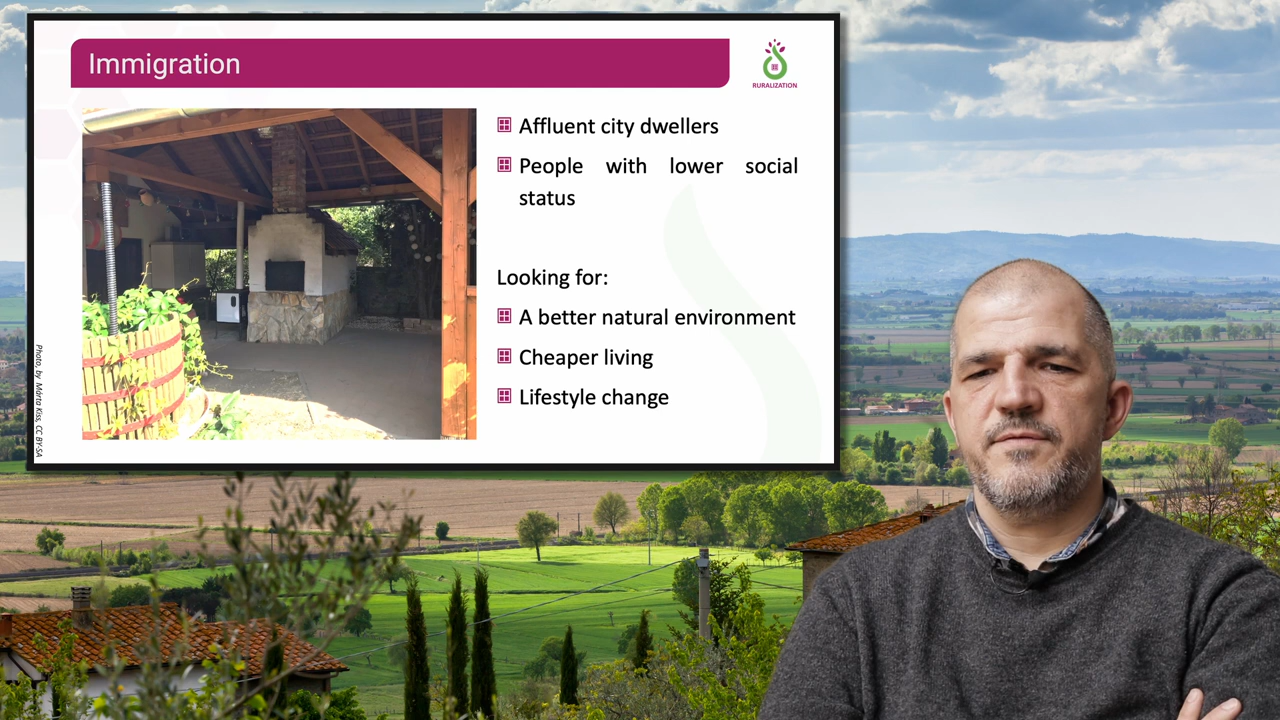 Immigration
RURALIZATION
Affluent city dwellers
People with lower social
status
Looking for:
A better natural environment
Cheaper living
Lifestyle change
Photo, by Márta Kiss, CC BY-SA